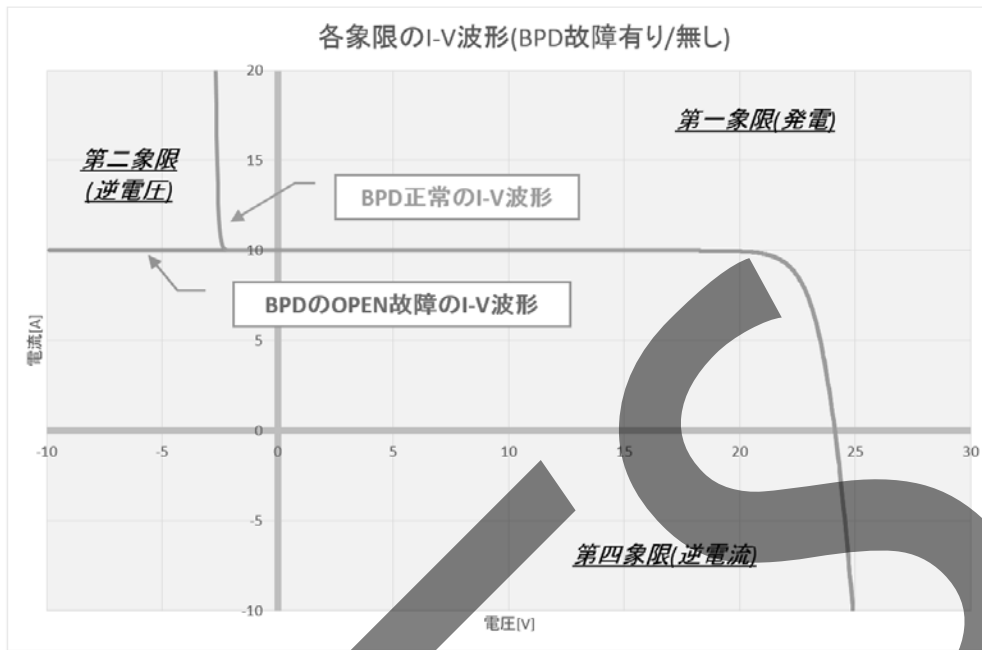 各象限のI-V波形(BPD故障有り/無し)
20
第一象限(発電)
第二象限
(逆電圧)
15
BPD正常のI-V波形
10
BPDのOPEN故障のI-V波形
5
電流[A]
0
-10 -5 0 5 10 15 20 25 30
-5
第四象限(逆電流)
-10
電圧[V]